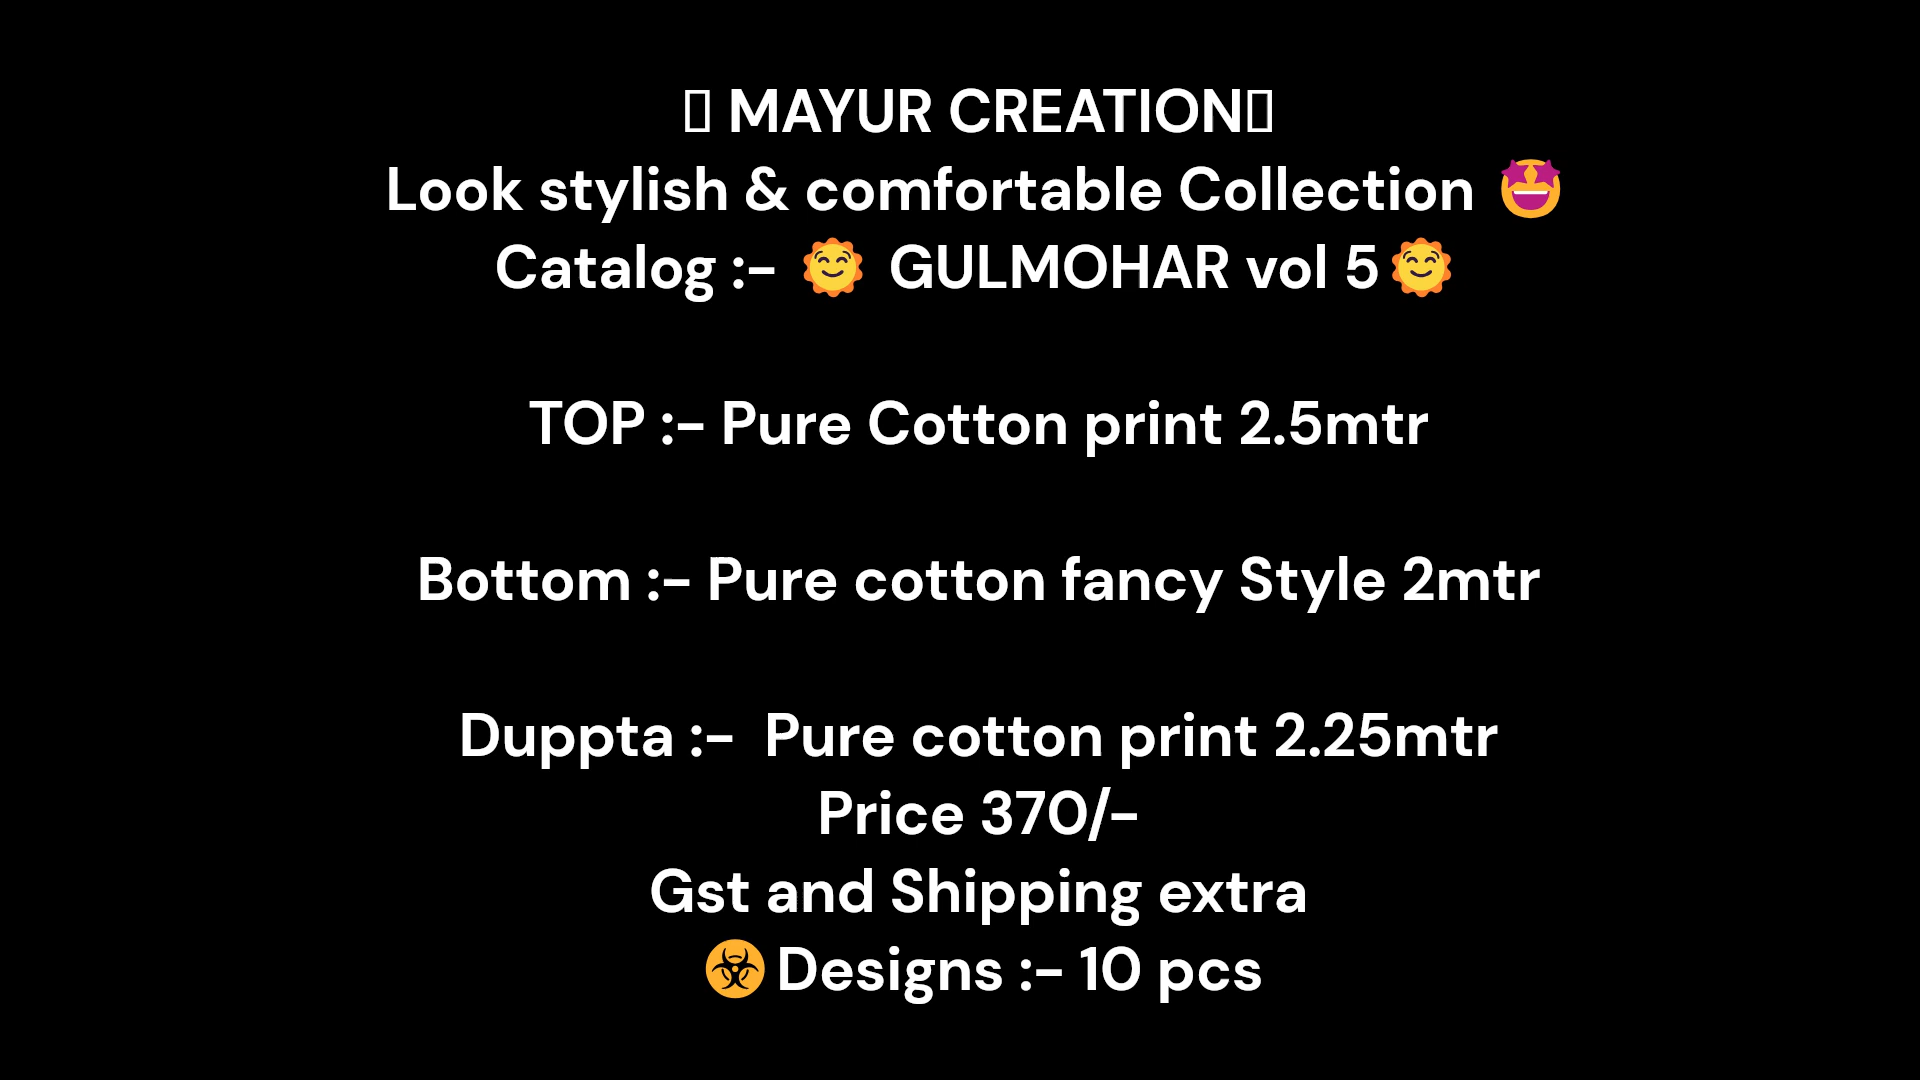 MAYUR CREATION
Look stylish & comfortable Collection 🤩
Catalog :- 🌞 GULMOHAR vol 5🌞
TOP :- Pure Cotton print 2.5mtr
Bottom :- Pure cotton fancy Style 2mtr
Duppta :- Pure cotton print 2.25mtr
Price 370/-
Gst and Shipping extra
☣Designs :- 10 pcs